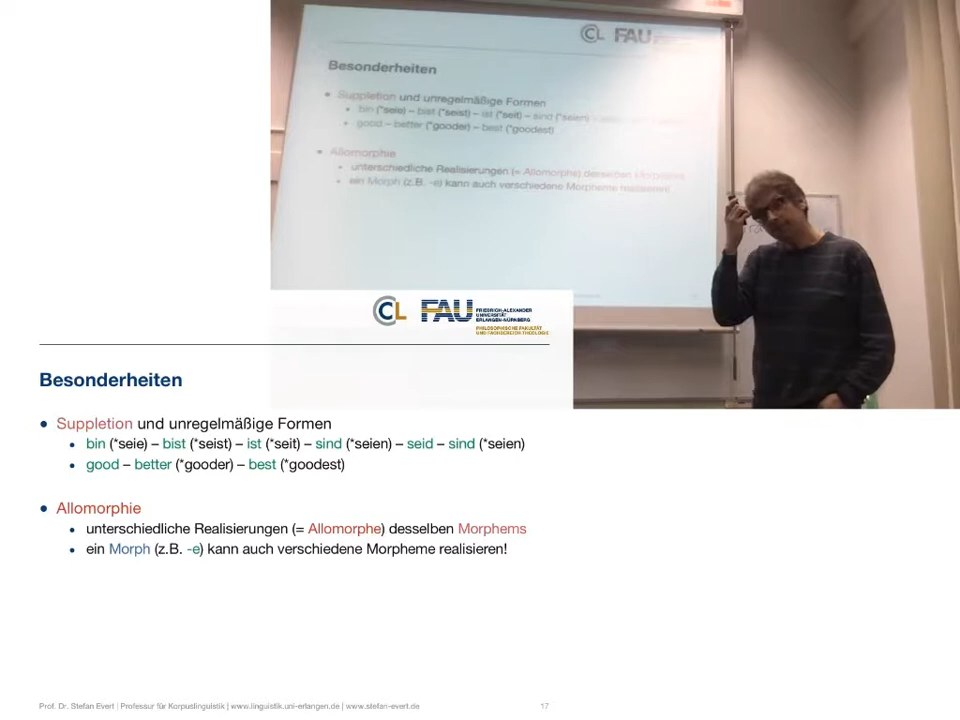 CL FAU
Besonderheiten
• Suppletion und unregelmäßige Formen
• bin (*seie) – bist (*seist) – ist (*seit) – sind (*seien)
• good – better (*gooder) – best (*goodest)
• Allomorphie
• unterschiedliche Realisierungen (= Allomorphe) desselben Morphems
• ein Morph (z.B. -e) kann auch verschiedene Morpheme realisieren!
CL FAU FRIEDRICH-ALEXANDER
UNIVERSITÄT
ERLANGEN-NÜRNBERG
PHILOSOPHISCHE FAKULTÄT
UND FACHBEREICH THEOLOGIE
Besonderheiten
• Suppletion und unregelmäßige Formen
• bin (*seie) – bist (*seist) – ist (*seit) – sind (*seien) – seid – sind (*seien)
• good – better (*gooder) – best (*goodest)
• Allomorphie
• unterschiedliche Realisierungen (= Allomorphe) desselben Morphems
• ein Morph (z.B. -e) kann auch verschiedene Morpheme realisieren!
Prof. Dr. Stefan Evert | Professur für Korpuslinguistik | www.linguistik.uni-erlangen.de | www.stefan-evert.de 17